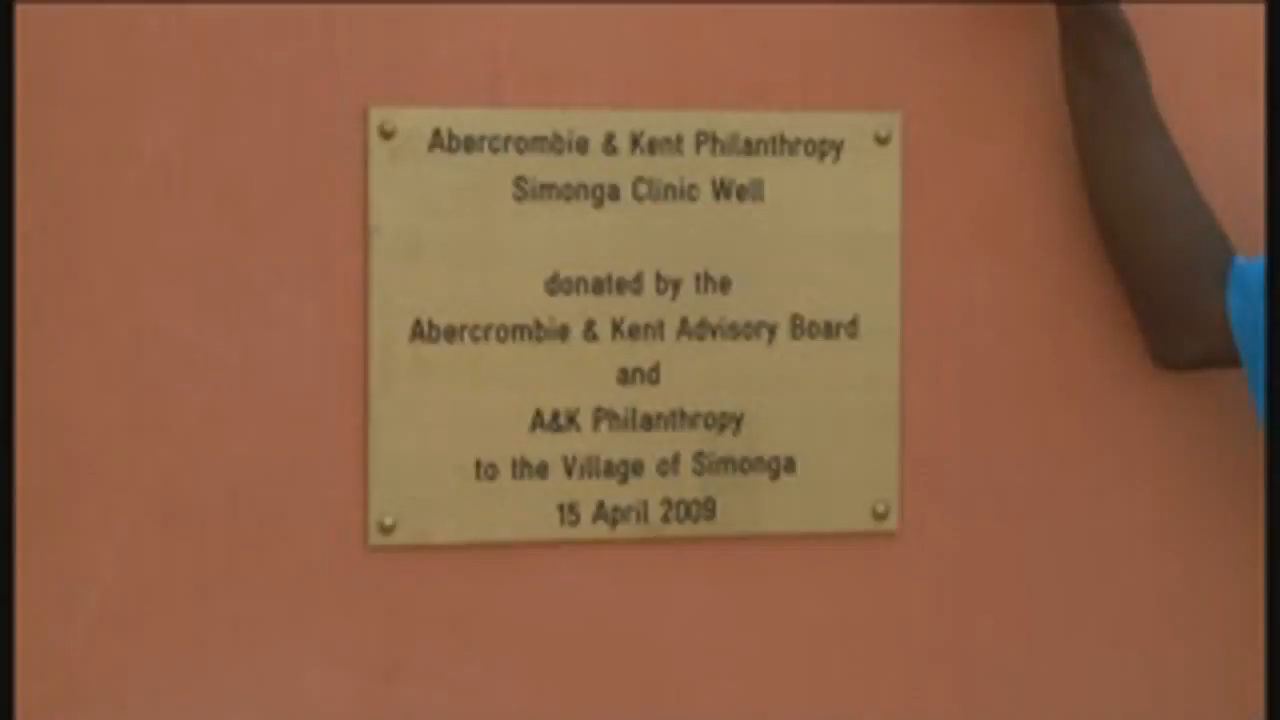 Abercrombie & Kent Philanthropy
Simonga Clinic Well
donated by the
Abercrombie & Kent Advisory Board
and
A&K Philanthropy
to the Village of Simonga
15 April 2009